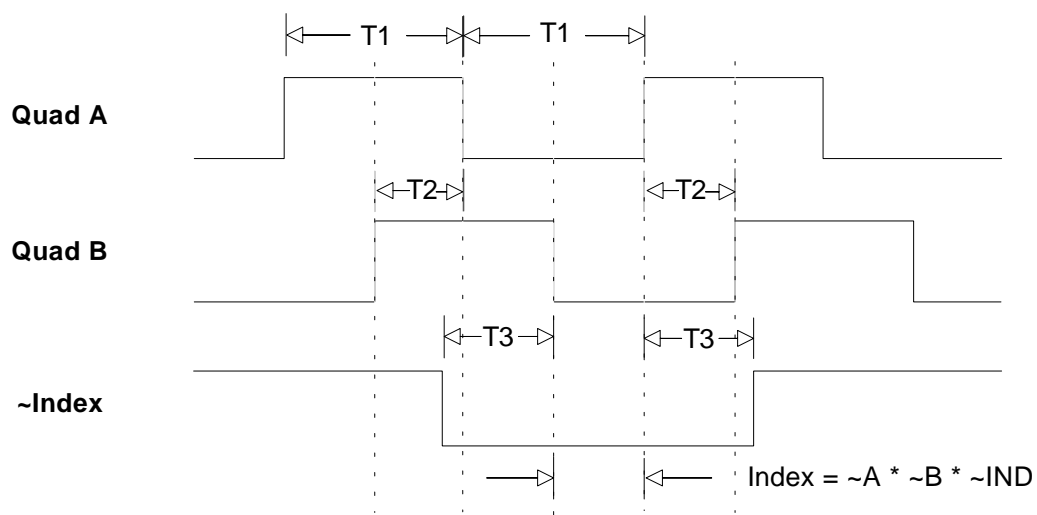 T1 T1
Quad A
T2 T2
Quad B
T3 T3
~Index
Index = ~A * ~B * ~IND